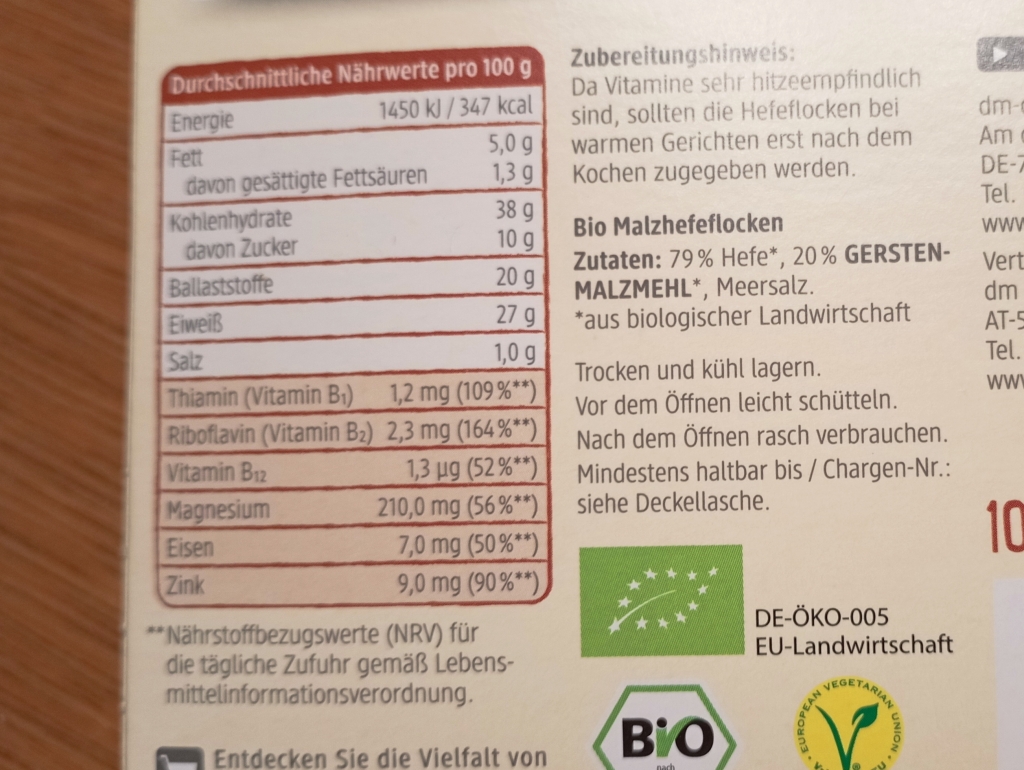 Durchschnittliche Nährwerte pro 100 g
Energie 1450 kJ / 347 kcal
Fett 5,0 g
davon gesättigte Fettsäuren 1,3 g
Kohlenhydrate 38 g
davon Zucker 10 g
Ballaststoffe 20 g
Eiweiß 27 g
Salz 1,0 g
Thiamin (Vitamin B₁) 1,2 mg (109 %**)
Riboflavin (Vitamin B₂) 2,3 mg (164 %**)
Vitamin B₁₂ 1,3 µg (52 %**)
Magnesium 210,0 mg (56 %**)
Eisen 7,0 mg (50 %**)
Zink 9,0 mg (90 %**)
**Nährstoffbezugswerte (NRV) für
die tägliche Zufuhr gemäß Lebens-
mittelinformationsverordnung.
Entdecken Sie die Vielfalt von
Zubereitungshinweis:
Da Vitamine sehr hitzeempfindlich
sind, sollten die Hefeflocken bei
warmen Gerichten erst nach dem
Kochen zugegeben werden.
Bio Malzhefeflocken
Zutaten: 79 % Hefe*, 20 % GERSTEN-
MALZMEHL*, Meersalz.
*aus biologischer Landwirtschaft
Trocken und kühl lagern.
Vor dem Öffnen leicht schütteln.
Nach dem Öffnen rasch verbrauchen.
Mindestens haltbar bis / Chargen-Nr.:
siehe Deckellasche.
DE-ÖKO-005
EU-Landwirtschaft
BiO
nach
EUROPEAN VEGETARIAN UNION
dm-
Am
DE-7
Tel.
www
Vert
dm
AT-5
Tel.
www
10